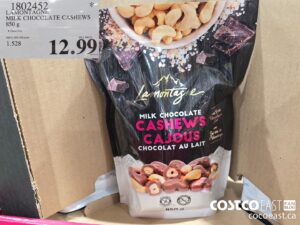 1802452
LAMONTAGNE
MILK CHOCOLATE CASHEWS
850 g
1.528
12.99
Lamontagne
MILK CHOCOLATE
CASHEWS
CAJOUS
CHOCOLAT AU LAIT
COSTCO EAST
cocoeast.ca